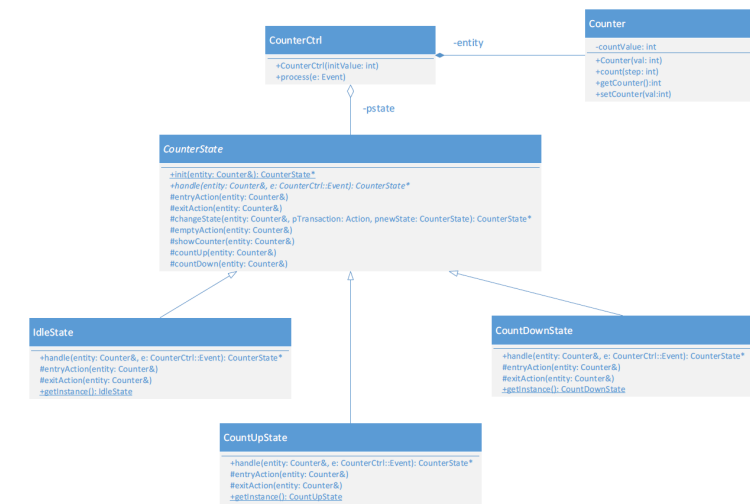 CounterCtrl
+CounterCtrl(initValue: int)
+process(e: Event)
-entity
Counter
-countValue: int
+Counter(val: int)
+count(step: int)
+getCounter():int
+setCounter(val:int)
-pstate
CounterState
+init(entity: Counter&): CounterState*
+handle(entity: Counter&, e: CounterCtrl::Event): CounterState*
#entryAction(entity: Counter&)
#exitAction(entity: Counter&)
#changeState(entity: Counter&, pTransaction: Action, pnewState: CounterState): CounterState*
#emptyAction(entity: Counter&)
#showCounter(entity: Counter&)
#countUp(entity: Counter&)
#countDown(entity: Counter&)
IdleState
+handle(entity: Counter&, e: CounterCtrl::Event): CounterState*
#entryAction(entity: Counter&)
#exitAction(entity: Counter&)
+getInstance(): IdleState
CountDownState
+handle(entity: Counter&, e: CounterCtrl::Event): CounterState*
#entryAction(entity: Counter&)
#exitAction(entity: Counter&)
+getInstance(): CountDownState
CountUpState
+handle(entity: Counter&, e: CounterCtrl::Event): CounterState*
#entryAction(entity: Counter&)
#exitAction(entity: Counter&)
+getInstance(): CountUpState